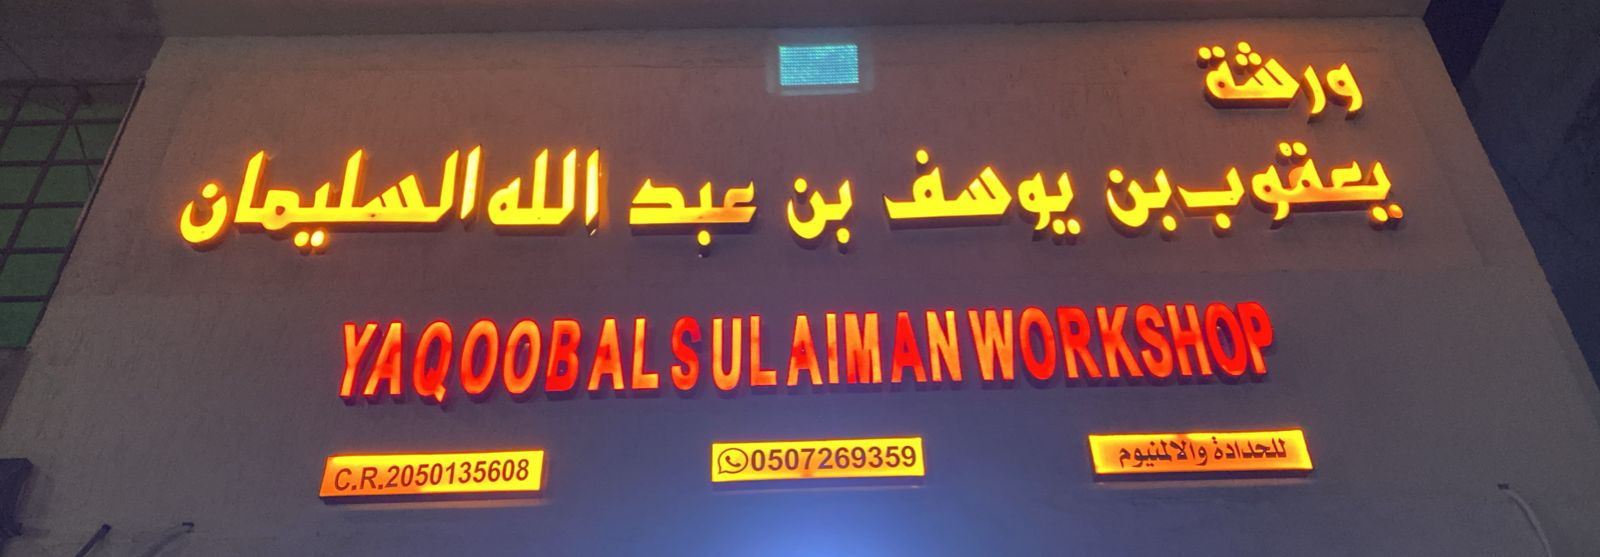 ورشة
يعقوب بن يوسف بن عبد الله السليمان
YAQOOB AL SULAIMAN WORKSHOP
C.R.2050135608
0507269359
للحدادة والالمنيوم